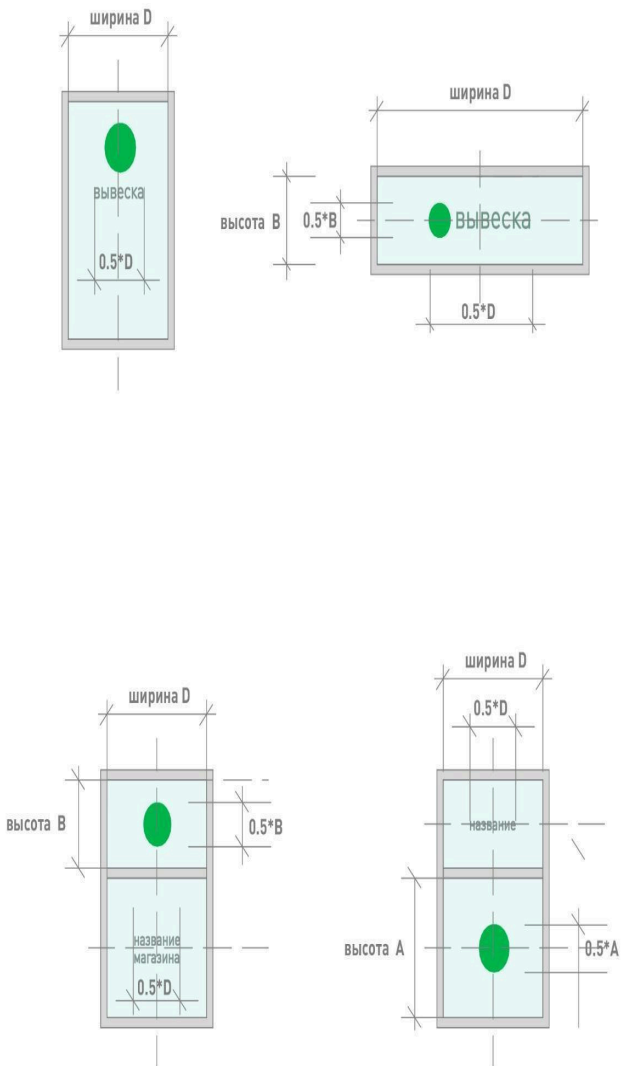 ширина D
вывеска
0.5*D
ширина D
высота B
0.5*B
вывеска
0.5*D
ширина D
высота B
0.5*B
название
магазина
0.5*D
ширина D
0.5*D
название
высота A
0.5*A